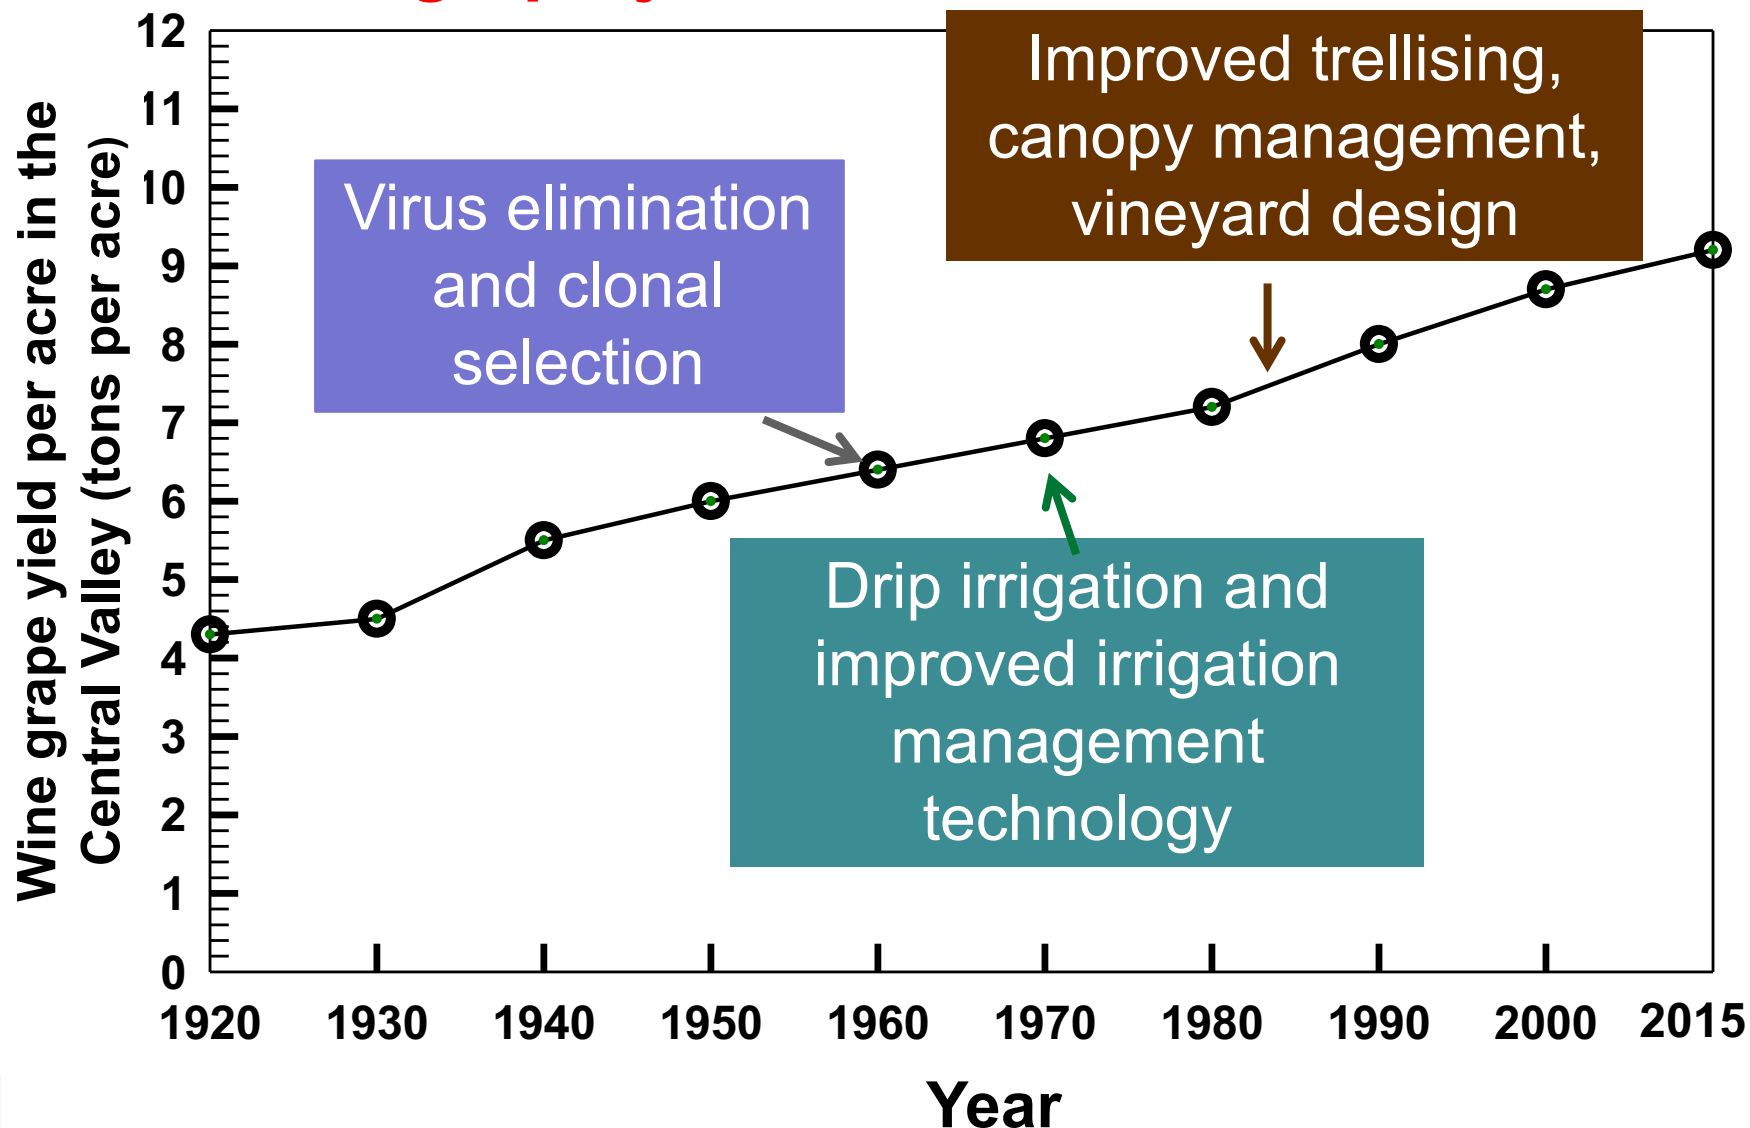 12
11
10
9
8
7
6
5
4
3
2
1
0
Wine grape yield per acre in the
Central Valley (tons per acre)
Virus elimination
and clonal
selection
Improved trellising,
canopy management,
vineyard design
Drip irrigation and
improved irrigation
management
technology
1920 1930 1940 1950 1960 1970 1980 1990 2000 2015
Year